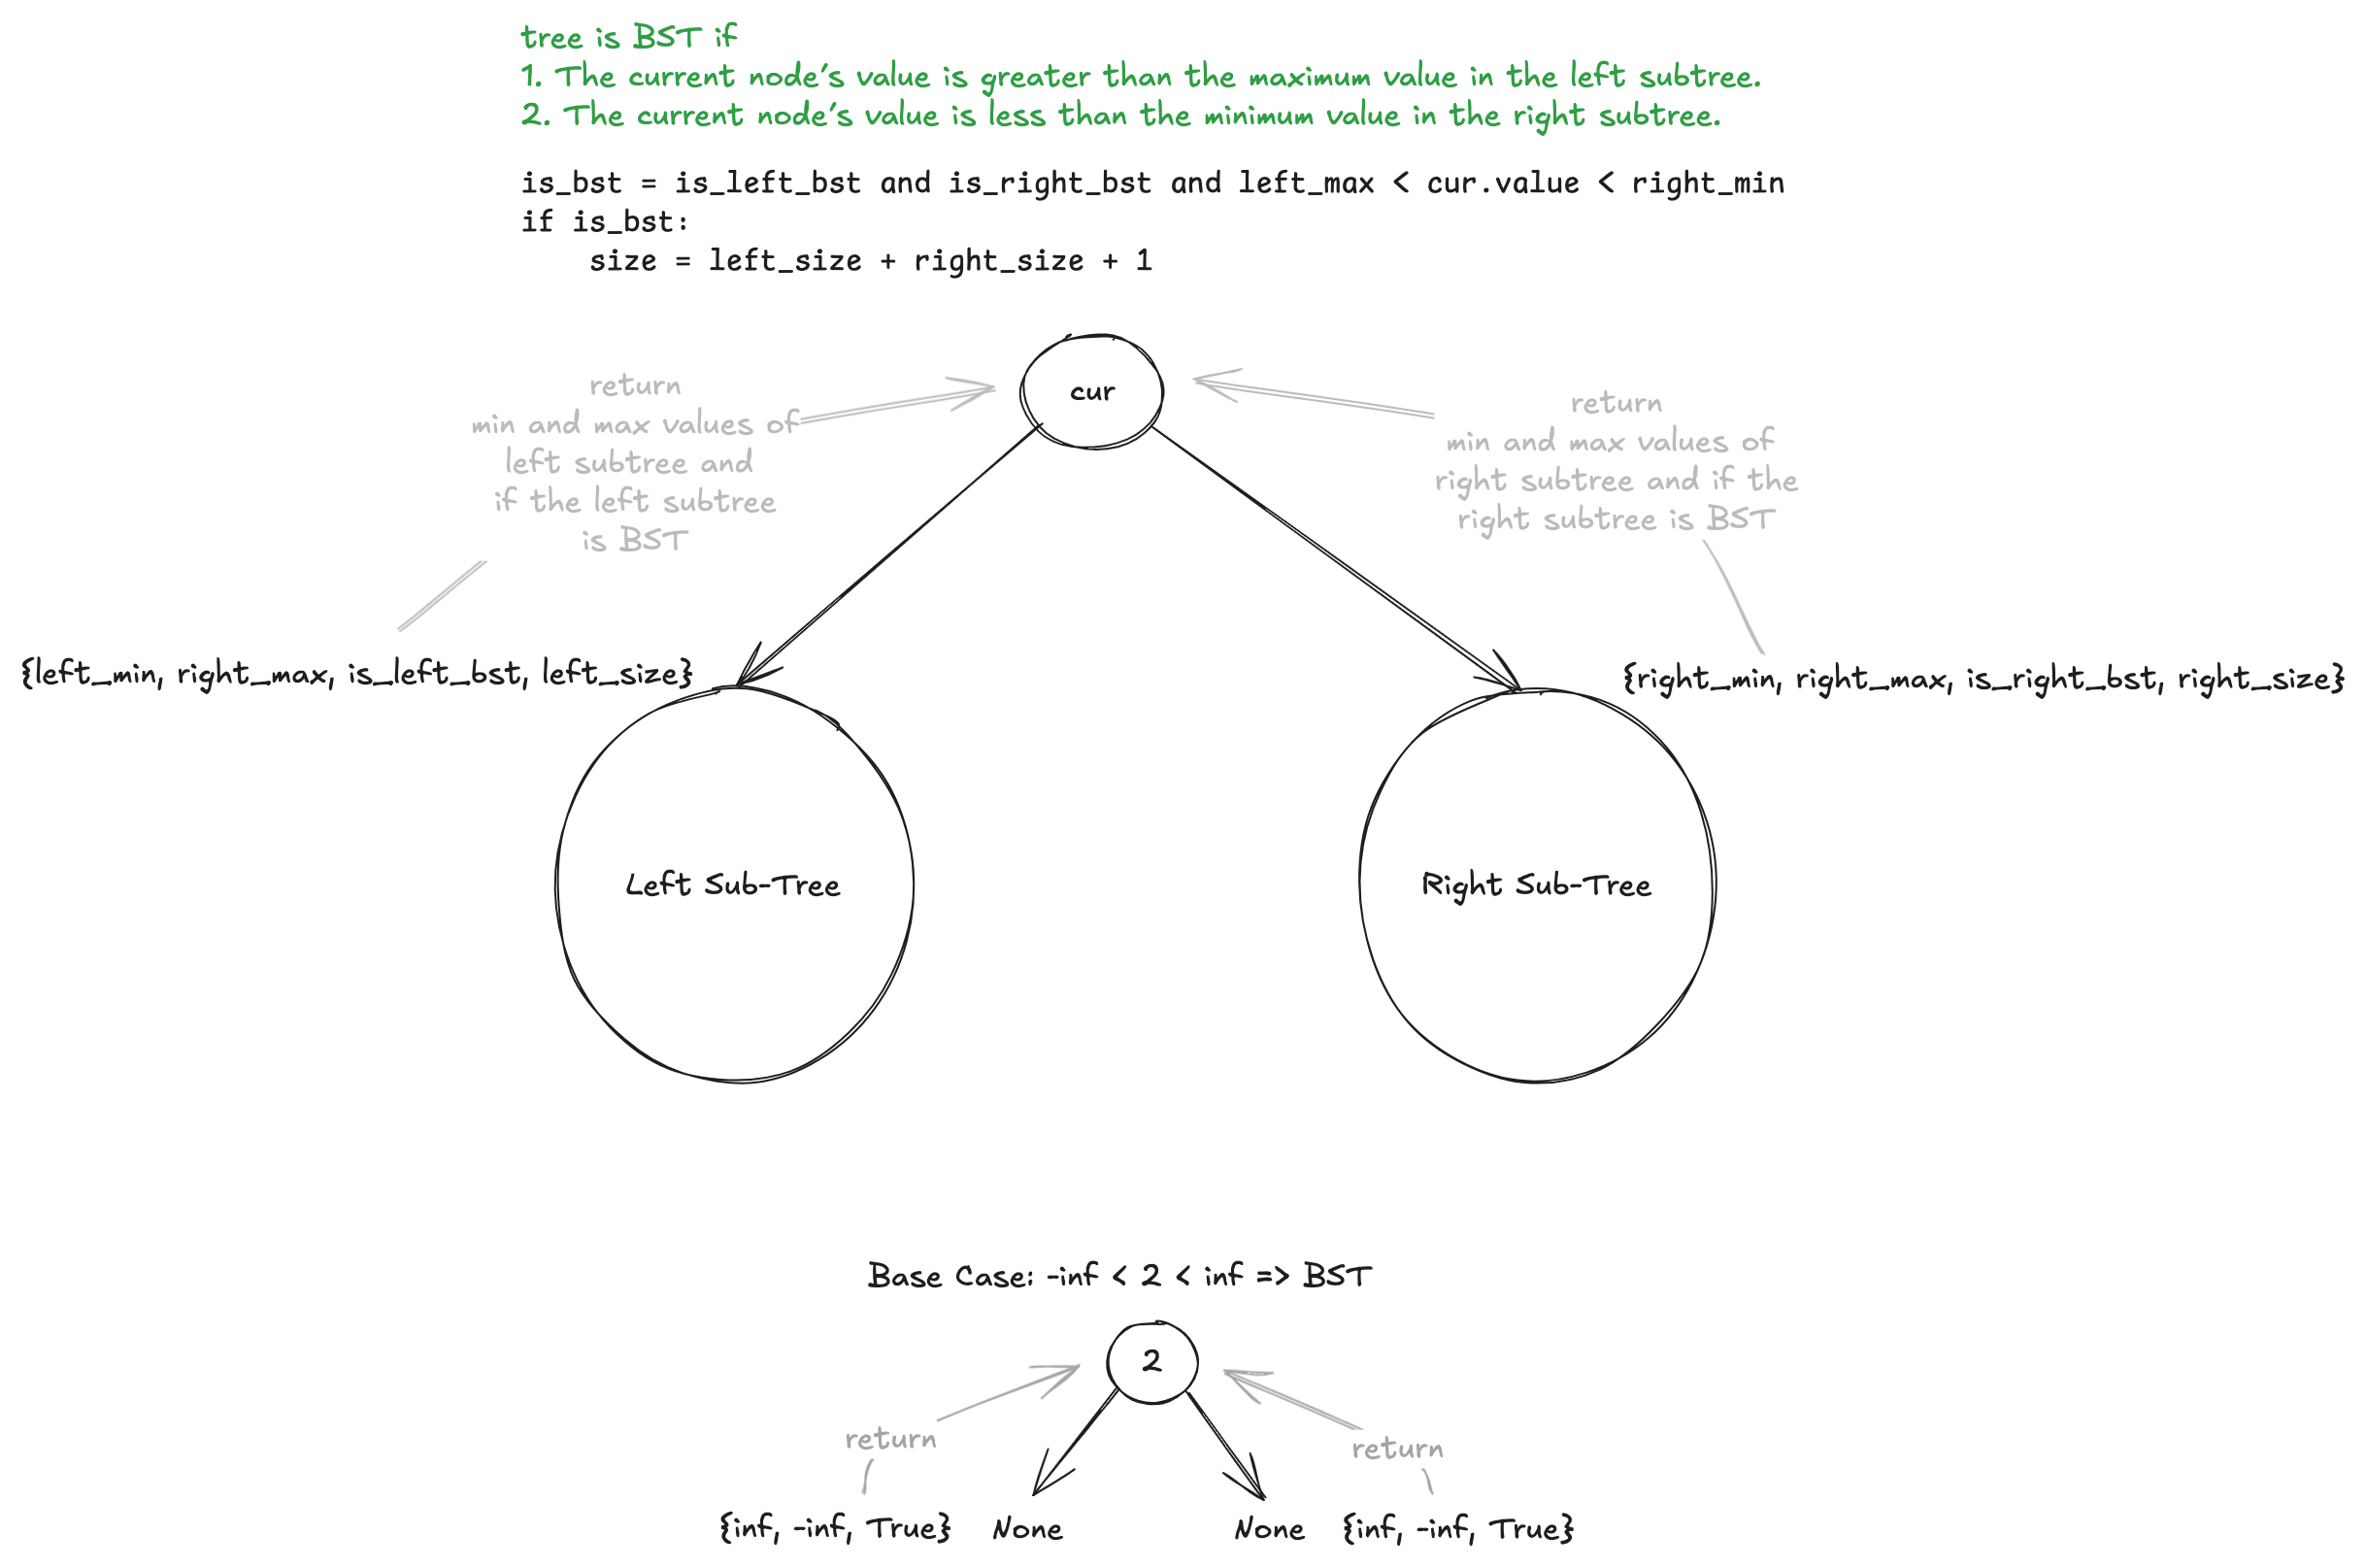 tree is BST if
1. The current node's value is greater than the maximum value in the left subtree.
2. The current node's value is less than the minimum value in the right subtree.
is_bst = is_left_bst and is_right_bst and left_max < cur.value < right_min
if is_bst:
    size = left_size + right_size + 1
cur
return
min and max values of
left subtree and
if the left subtree
is BST
return
min and max values of
right subtree and if the
right subtree is BST
{left_min, right_max, is_left_bst, left_size}
{right_min, right_max, is_right_bst, right_size}
Left Sub-Tree
Right Sub-Tree
Base Case: -inf < 2 < inf => BST
2
return
return
{inf, -inf, True}
None
None
{inf, -inf, True}